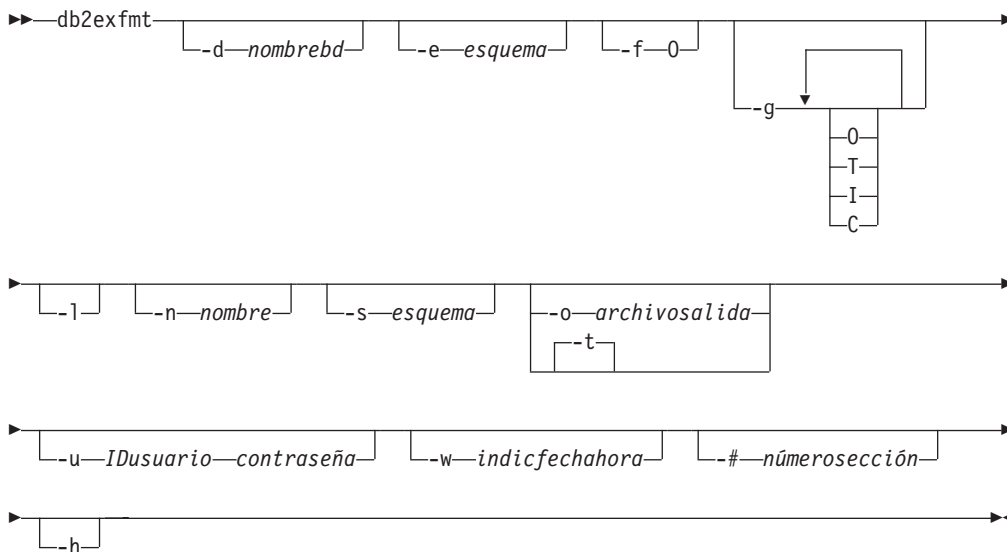 db2exfmt -d nombrebd -e esquema -f O -g
O
T
I
C
-l -n nombre -s esquema -o archivosalida
-t
-u IDusuario contraseña -w indicfechahora -# númerosección
-h